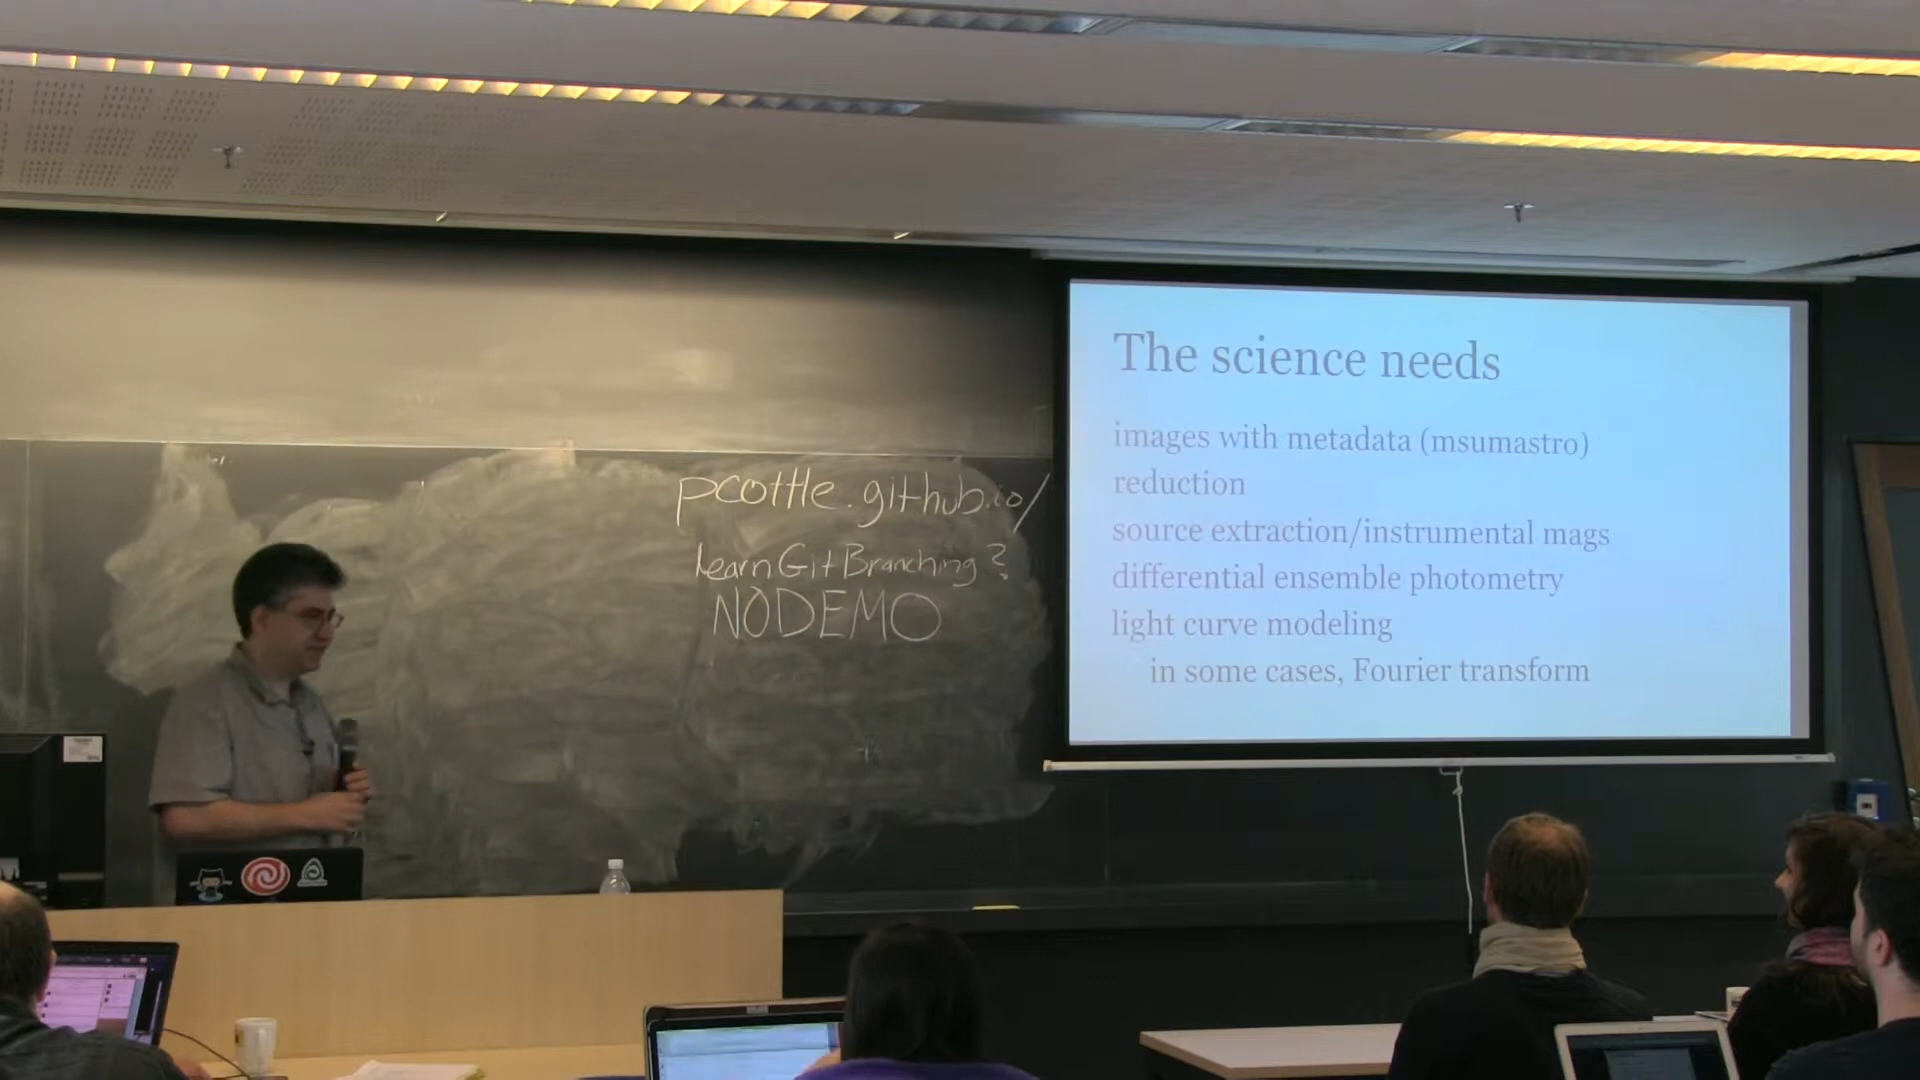 pcottle.github.io/
learnGitBranching?
NODEMO
The science needs
images with metadata (msumastro)
reduction
source extraction/instrumental mags
differential ensemble photometry
light curve modeling
in some cases, Fourier transform